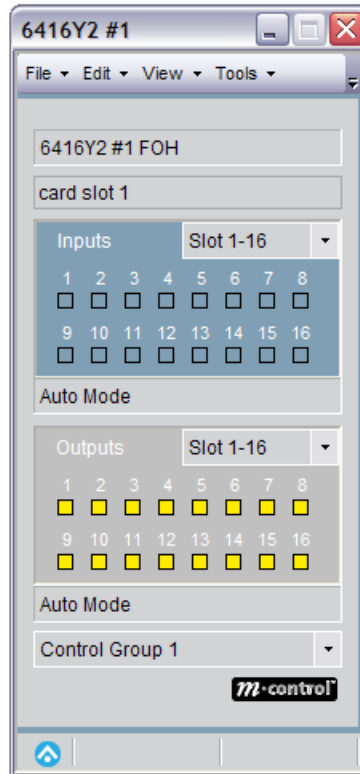 6416Y2 #1
File Edit View Tools
6416Y2 #1 FOH
card slot 1
Inputs Slot 1-16
1 2 3 4 5 6 7 8
9 10 11 12 13 14 15 16
Auto Mode
Outputs Slot 1-16
1 2 3 4 5 6 7 8
9 10 11 12 13 14 15 16
Auto Mode
Control Group 1
m·control™